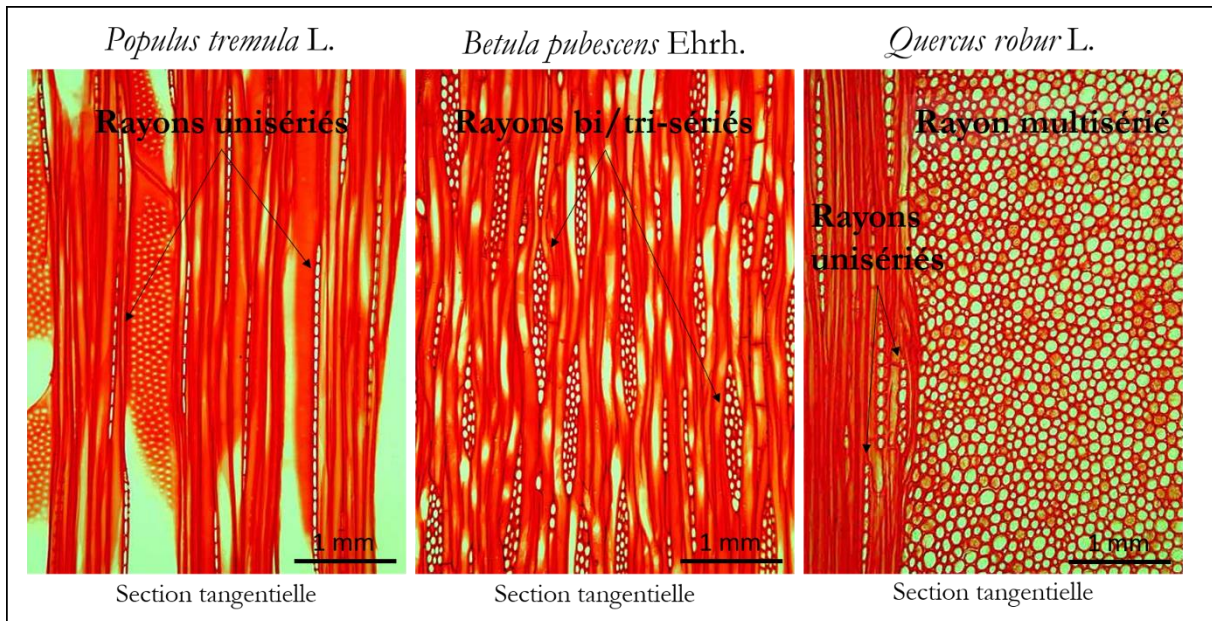 Populus tremula L.
Rayons unisériés
1 mm
Section tangentielle
Betula pubescens Ehrh.
Rayons bi/tri-sériés
1 mm
Section tangentielle
Quercus robur L.
Rayon multisérié
Rayons
unisériés
1 mm
Section tangentielle